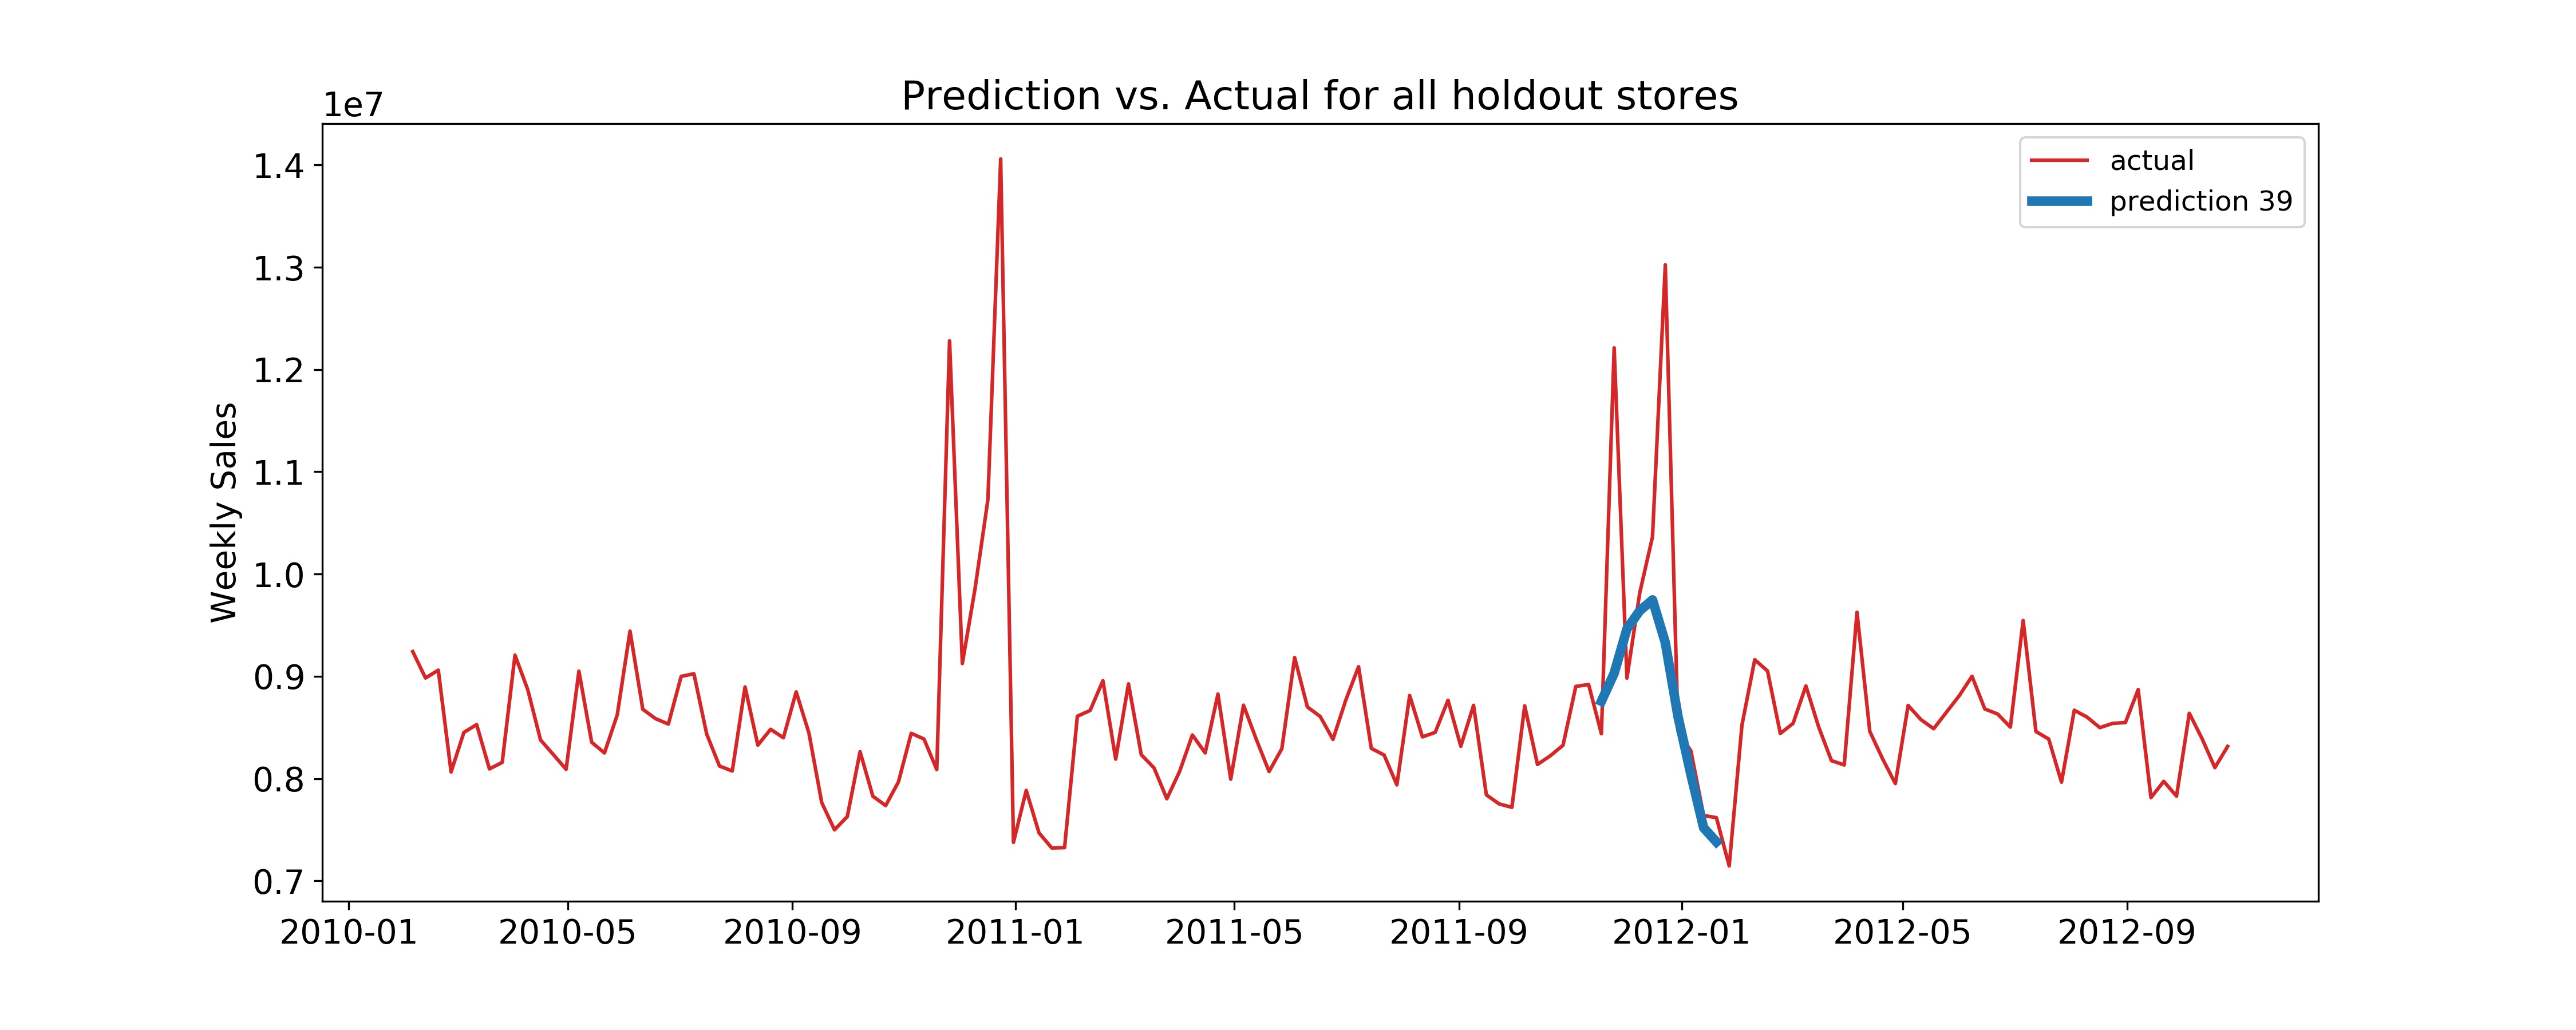 Prediction vs. Actual for all holdout stores
1e7
1.4
1.3
1.2
1.1
1.0
0.9
0.8
0.7
Weekly Sales
actual
prediction 39
2010-01 2010-05 2010-09 2011-01 2011-05 2011-09 2012-01 2012-05 2012-09